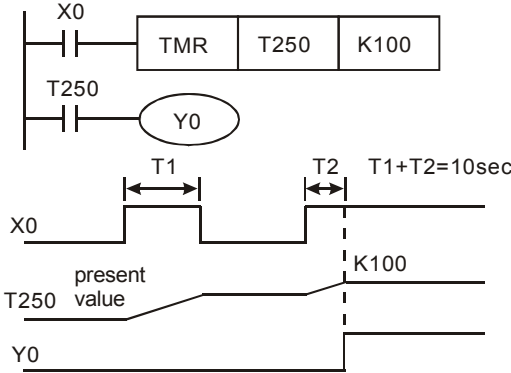 X0
TMR T250 K100
T250
Y0
T1 T2 T1+T2=10sec
X0
K100
present
T250 value
Y0